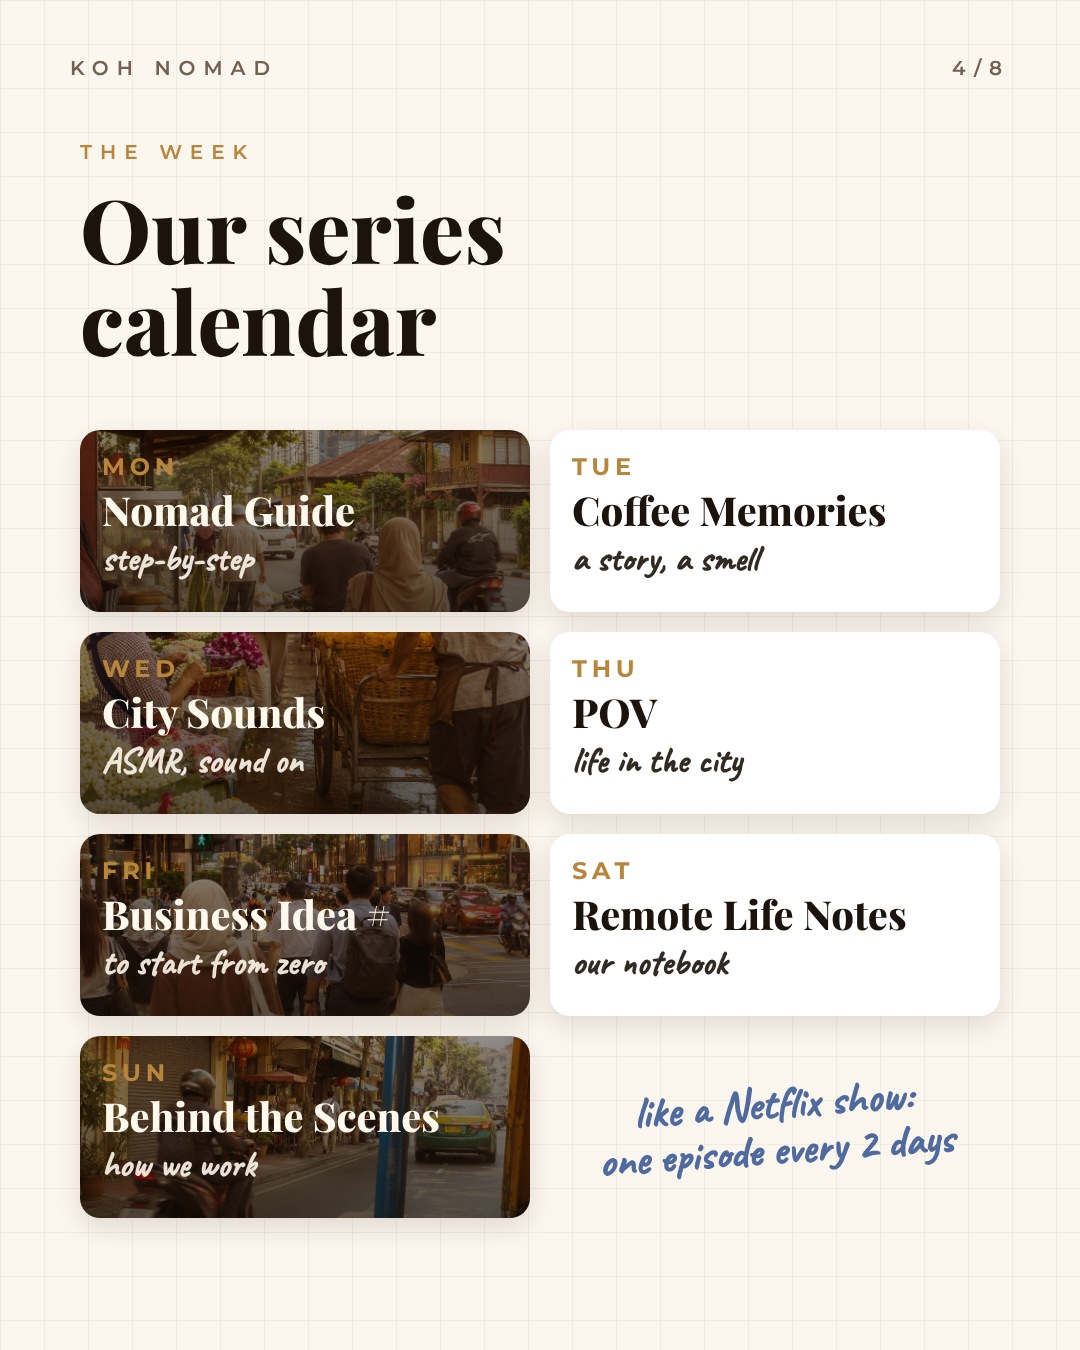 KOH NOMAD
4/8
THE WEEK
Our series
calendar
MON
Nomad Guide
step-by-step
TUE
Coffee Memories
a story, a smell
WED
City Sounds
ASMR, sound on
THU
POV
life in the city
FRI
Business Idea #
to start from zero
SAT
Remote Life Notes
our notebook
SUN
Behind the Scenes
how we work
like a Netflix show:
one episode every 2 days